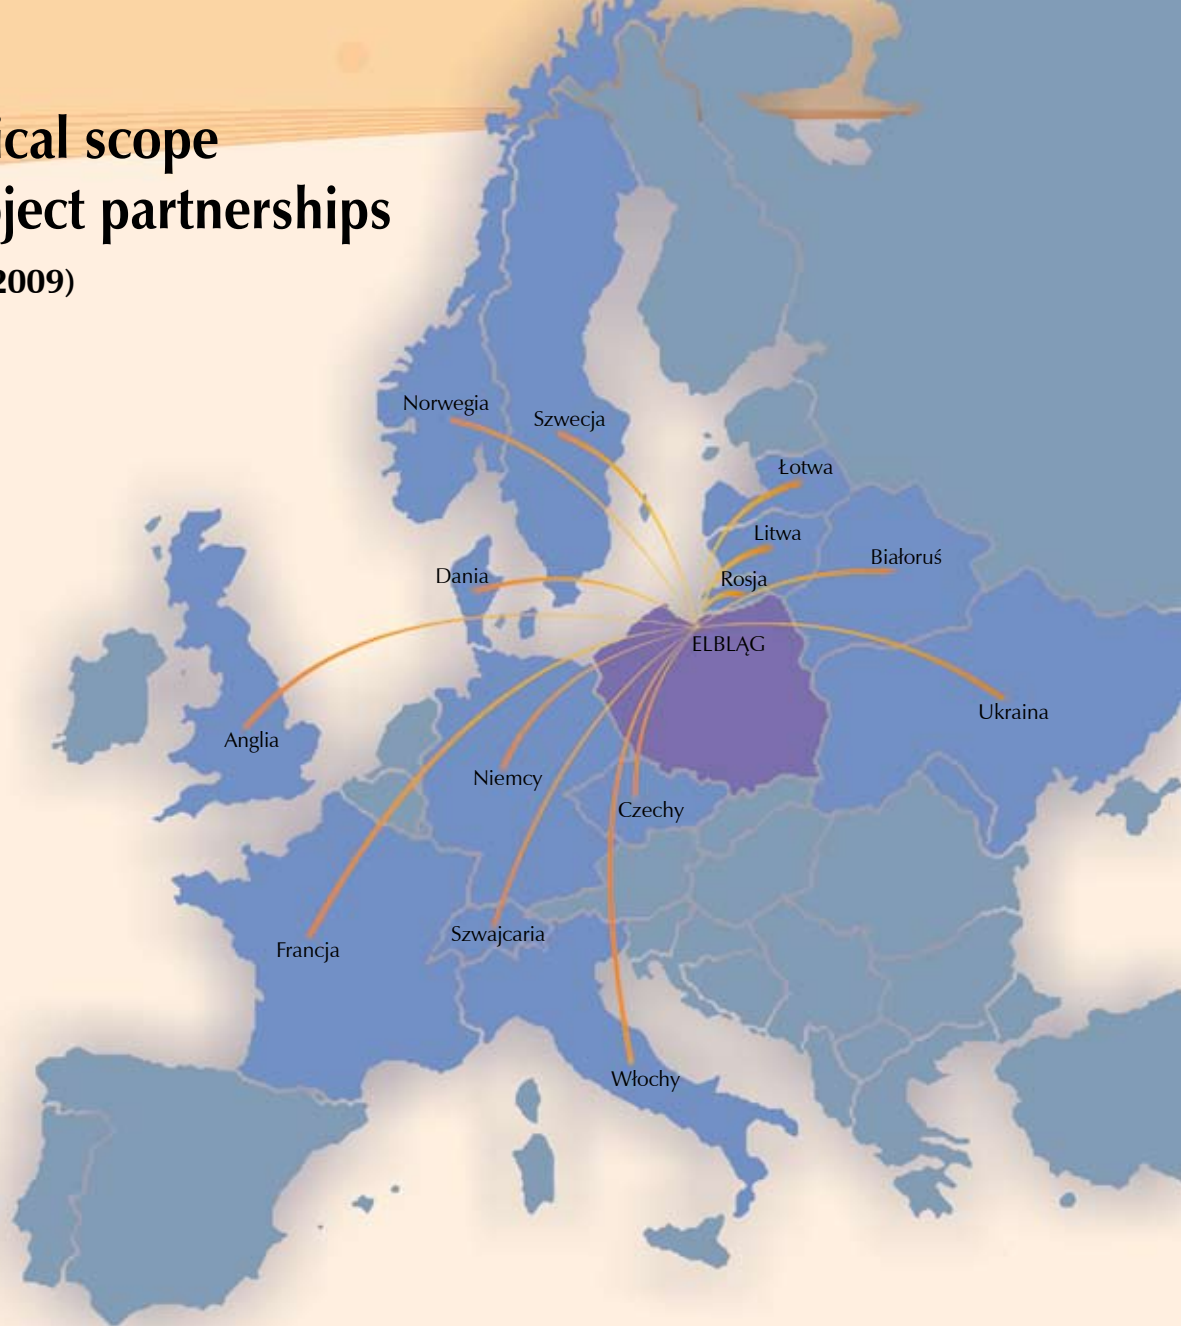 ical scope
ject partnerships
2009)
Norwegia
Szwecja
Łotwa
Litwa
Białoruś
Dania
Rosja
ELBLĄG
Ukraina
Anglia
Niemcy
Czechy
Francja
Szwajcaria
Włochy